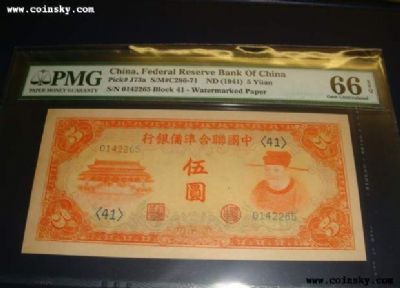 www.coinsky.com
PMG
PAPER MONEY GUARANTY
China, Federal Reserve Bank Of China
Pick# J73a S/M#C286-71 ND (1941) 5 Yüan
S/N 0142265 Block 41 - Watermarked Paper
66 EPQ
Gem Uncirculated
行銀備準合聯國中
0142265
〈41〉
伍圓
〈41〉
0142265
www.coinsky.com